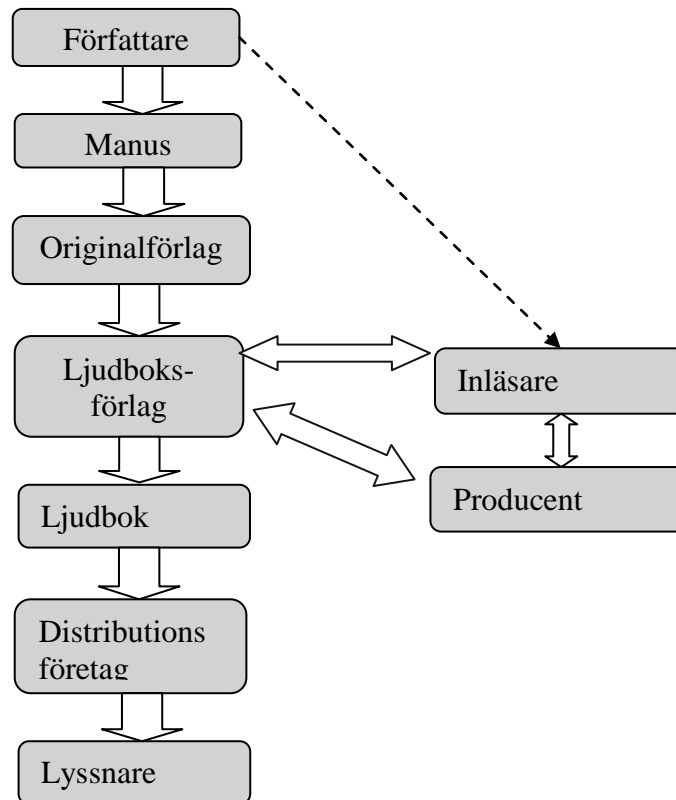 Författare
Manus
Originalförlag
Ljudboks-
förlag
Inläsare
Producent
Ljudbok
Distributions
företag
Lyssnare